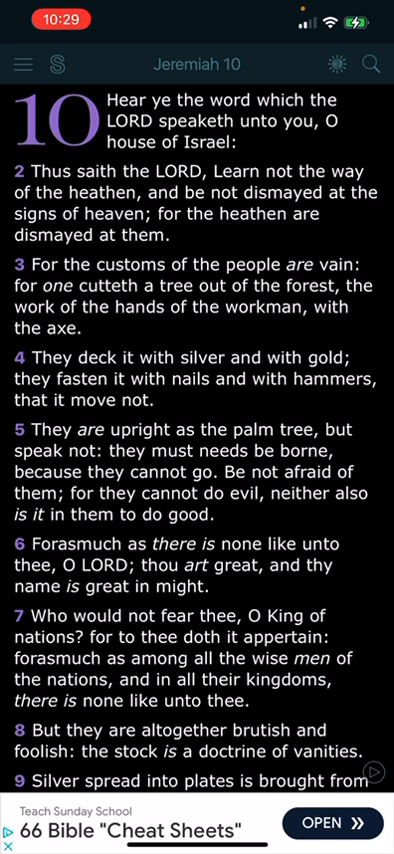 10:29
Jeremiah 10
10 Hear ye the word which the
LORD speaketh unto you, O
house of Israel:
2 Thus saith the LORD, Learn not the way
of the heathen, and be not dismayed at the
signs of heaven; for the heathen are
dismayed at them.
3 For the customs of the people are vain:
for one cutteth a tree out of the forest, the
work of the hands of the workman, with
the axe.
4 They deck it with silver and with gold;
they fasten it with nails and with hammers,
that it move not.
5 They are upright as the palm tree, but
speak not: they must needs be borne,
because they cannot go. Be not afraid of
them; for they cannot do evil, neither also
is it in them to do good.
6 Forasmuch as there is none like unto
thee, O LORD; thou art great, and thy
name is great in might.
7 Who would not fear thee, O King of
nations? for to thee doth it appertain:
forasmuch as among all the wise men of
the nations, and in all their kingdoms,
there is none like unto thee.
8 But they are altogether brutish and
foolish: the stock is a doctrine of vanities.
9 Silver spread into plates is brought from
Teach Sunday School
66 Bible "Cheat Sheets"
OPEN